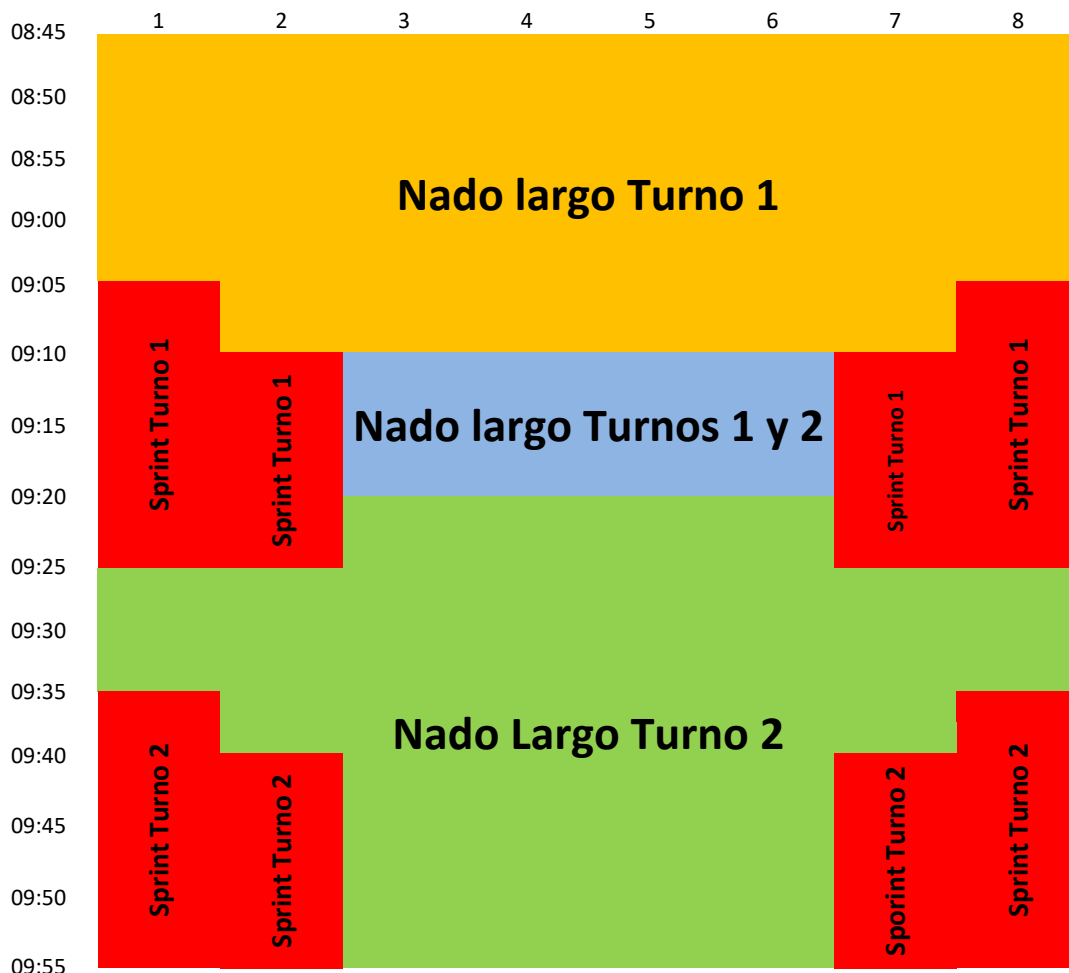 1 2 3 4 5 6 7 8
08:45
08:50
08:55
Nado largo Turno 1
09:00
09:05
09:10
Sprint Turno 1
Sprint Turno 1
Nado largo Turnos 1 y 2
Sprint Turno 1
Sprint Turno 1
09:15
09:20
09:25
09:30
09:35
Nado Largo Turno 2
09:40
Sprint Turno 2
Sprint Turno 2
Sporint Turno 2
Sprint Turno 2
09:45
09:50
09:55